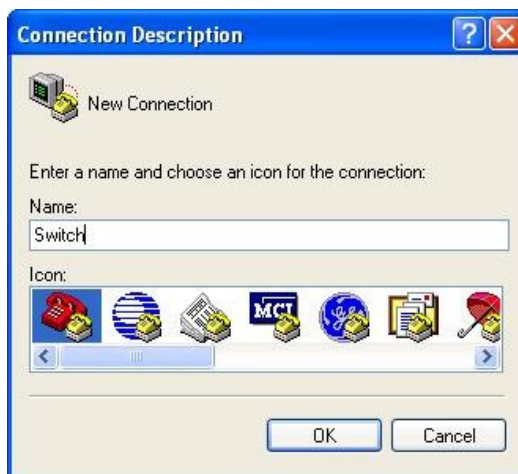 Connection Description
New Connection
Enter a name and choose an icon for the connection:
Name:
Switch
Icon:
MCI
OK
Cancel